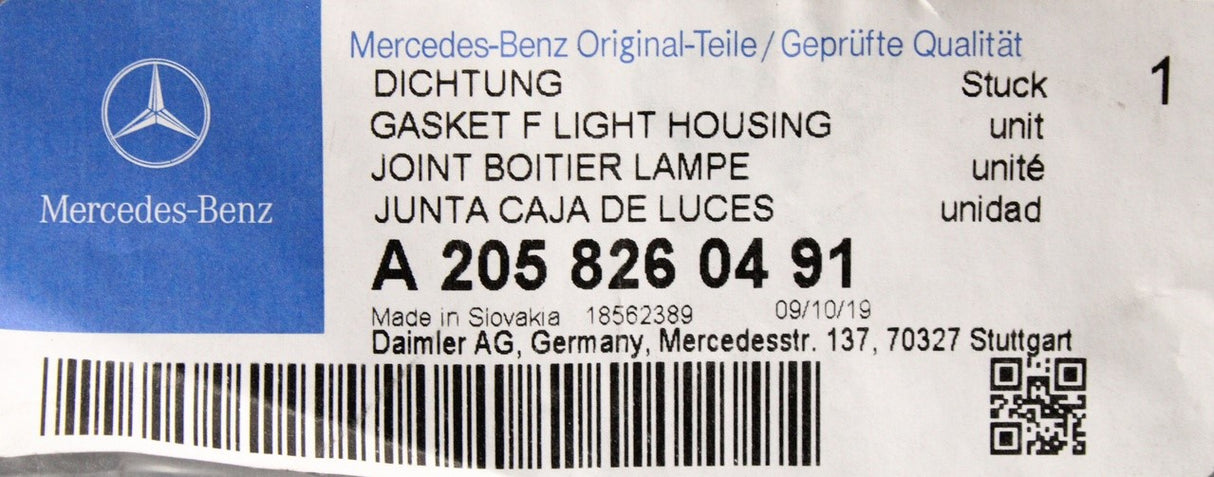 Mercedes-Benz
Mercedes-Benz Original-Teile/Geprüfte Qualität
DICHTUNG Stuck 1
GASKET F LIGHT HOUSING unit
JOINT BOITIER LAMPE unité
JUNTA CAJA DE LUCES unidad
A 205 826 04 91
Made in Slovakia 18562389 09/10/19
Daimler AG, Germany, Mercedesstr. 137, 70327 Stuttgart